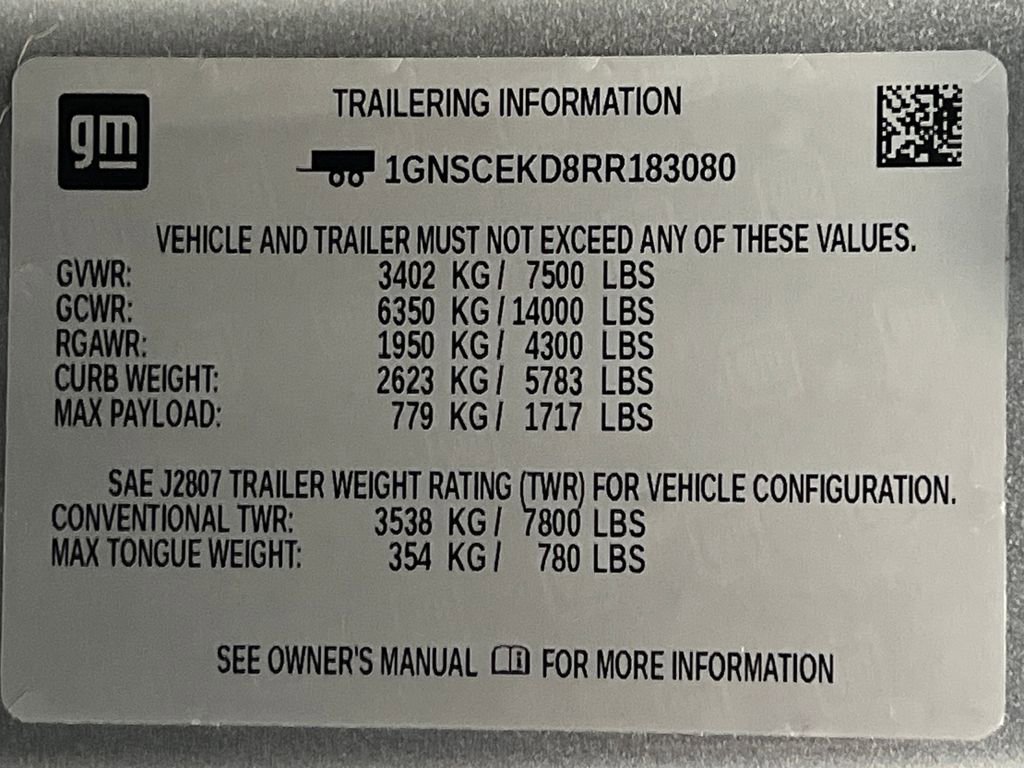 gm
TRAILERING INFORMATION
1GNSCEKD8RR183080
VEHICLE AND TRAILER MUST NOT EXCEED ANY OF THESE VALUES.
GVWR: 3402 KG/ 7500 LBS
GCWR: 6350 KG/14000 LBS
RGAWR: 1950 KG/ 4300 LBS
CURB WEIGHT: 2623 KG/ 5783 LBS
MAX PAYLOAD: 779 KG/ 1717 LBS
SAE J2807 TRAILER WEIGHT RATING (TWR) FOR VEHICLE CONFIGURATION.
CONVENTIONAL TWR: 3538 KG/ 7800 LBS
MAX TONGUE WEIGHT: 354 KG/ 780 LBS
SEE OWNER'S MANUAL FOR MORE INFORMATION